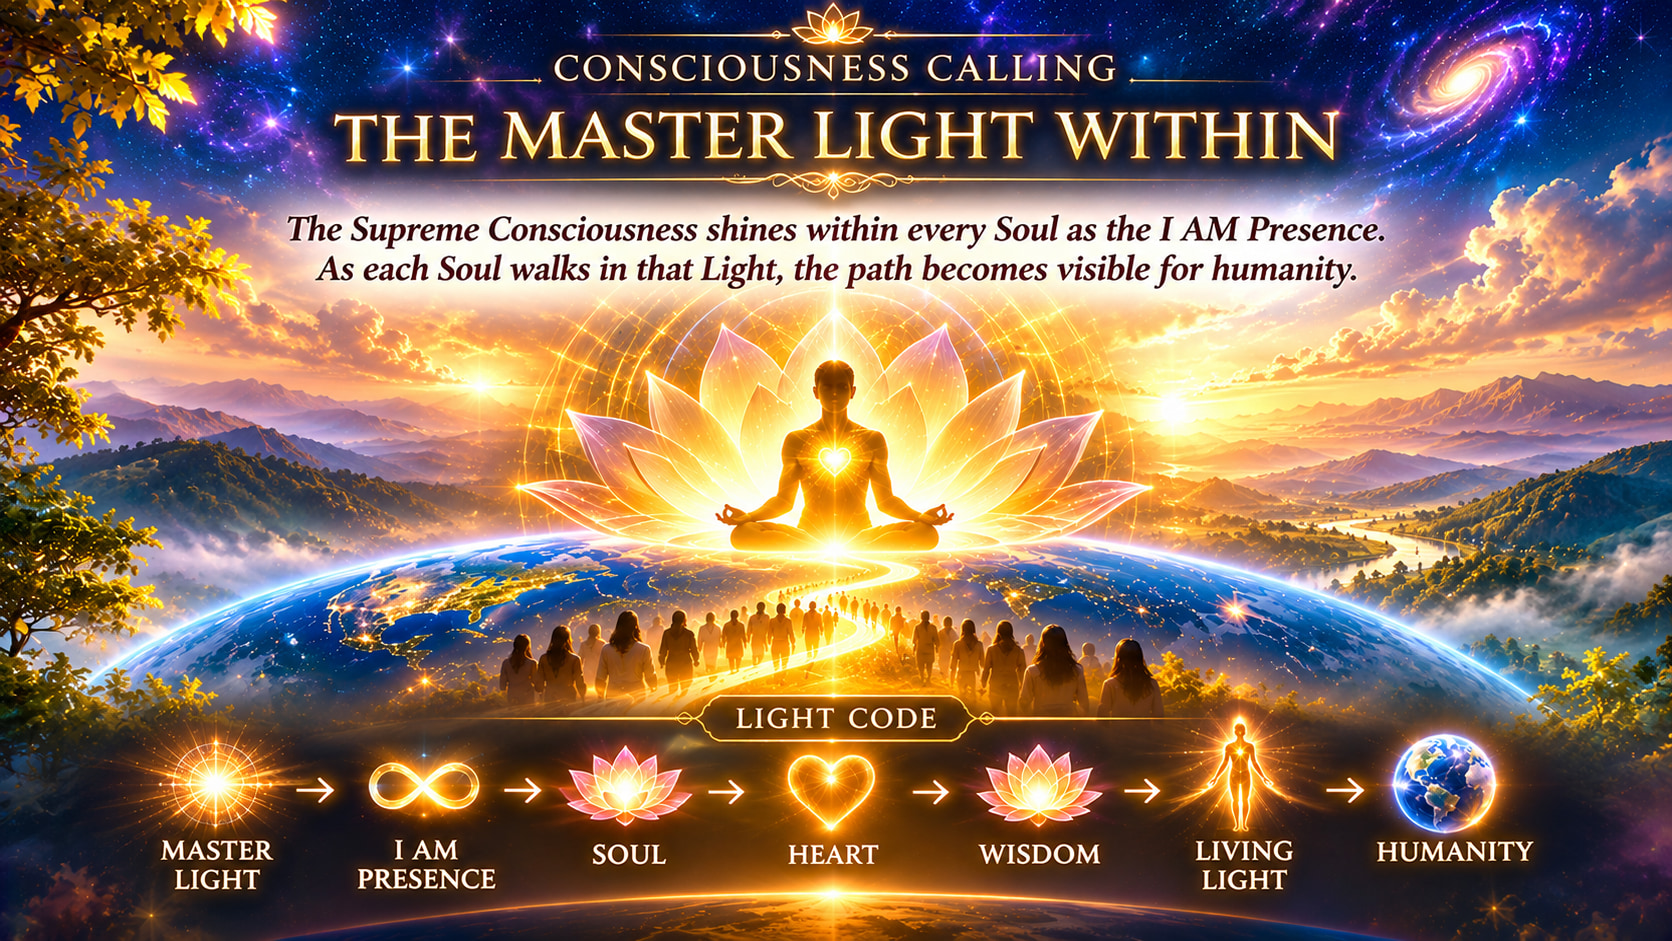 CONSCIOUSNESS CALLING
THE MASTER LIGHT WITHIN
The Supreme Consciousness shines within every Soul as the I AM Presence.
As each Soul walks in that Light, the path becomes visible for humanity.
LIGHT CODE
MASTER
LIGHT
I AM
PRESENCE
SOUL
HEART
WISDOM
LIVING
LIGHT
HUMANITY